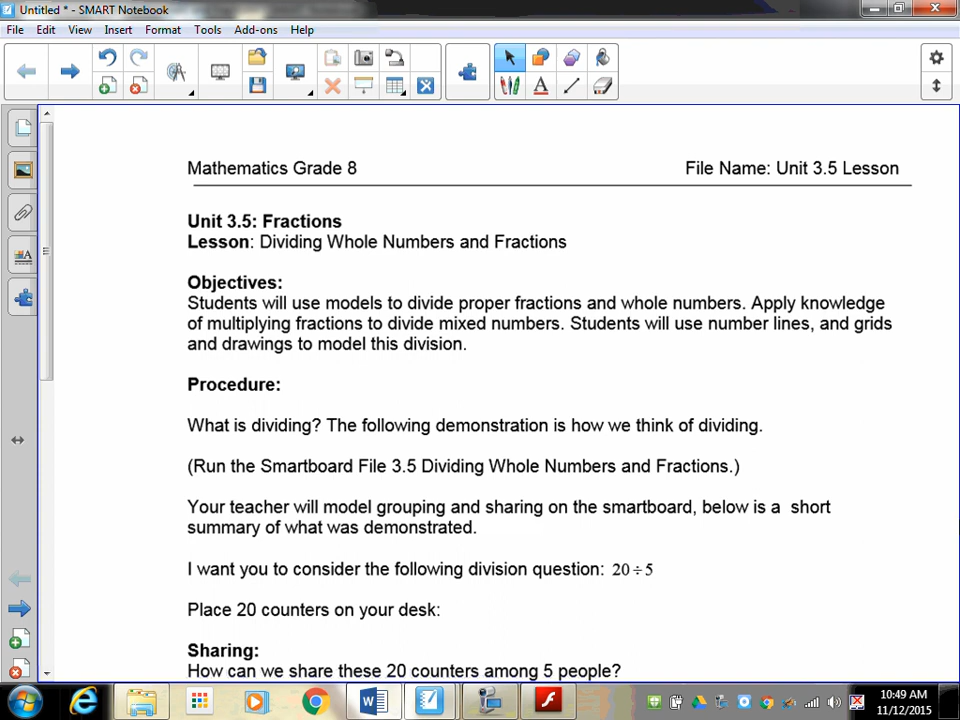 Untitled * - SMART Notebook
File Edit View Insert Format Tools Add-ons Help
Mathematics Grade 8 File Name: Unit 3.5 Lesson
Unit 3.5: Fractions
Lesson: Dividing Whole Numbers and Fractions
Objectives:
Students will use models to divide proper fractions and whole numbers. Apply knowledge
of multiplying fractions to divide mixed numbers. Students will use number lines, and grids
and drawings to model this division.
Procedure:
What is dividing? The following demonstration is how we think of dividing.
(Run the Smartboard File 3.5 Dividing Whole Numbers and Fractions.)
Your teacher will model grouping and sharing on the smartboard, below is a short
summary of what was demonstrated.
I want you to consider the following division question: 20 ÷ 5
Place 20 counters on your desk:
Sharing:
How can we share these 20 counters among 5 people?
10:49 AM
11/12/2015